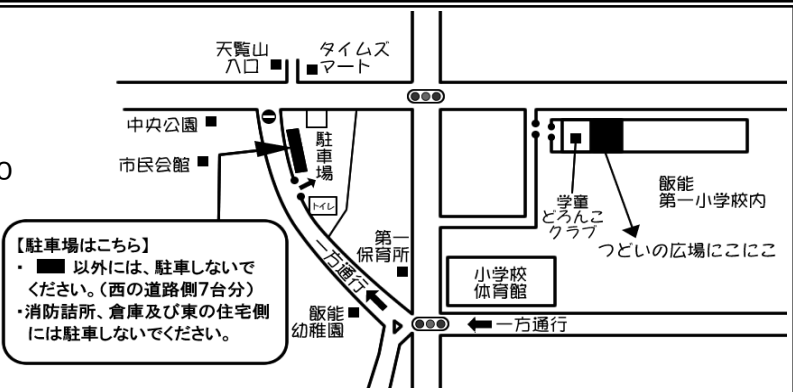 天覧山
入口
タイムズ
マート
中央公園
市民会館
駐車場
トイレ
一方通行
第一
保育所
飯能
幼稚園
小学校
体育館
一方通行
学童
どろんこ
クラブ
飯能
第一小学校内
つどいの広場にこにこ
【駐車場はこちら】
・ 以外には、駐車しないで
ください。(西の道路側7台分)
・消防詰所、倉庫及び東の住宅側
には駐車しないでください。